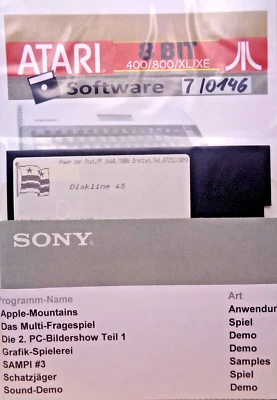 ATARI 8 BIT
400/800/XL/XE
Software 7/0146
Diskline 45
SONY
Programm-Name Art
Apple-Mountains Anwendun
Das Multi-Fragespiel Spiel
Die 2. PC-Bildershow Teil 1 Demo
Grafik-Spielerei Demo
SAMPI #3 Samples
Schatzjäger Spiel
Sound-Demo Demo